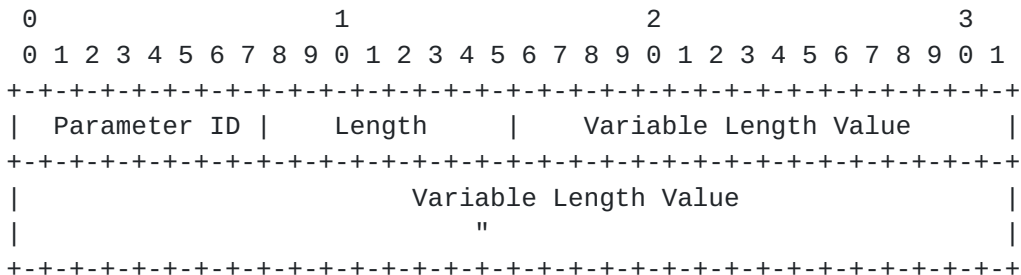 0                   1                   2                   3
 0 1 2 3 4 5 6 7 8 9 0 1 2 3 4 5 6 7 8 9 0 1 2 3 4 5 6 7 8 9 0 1
+-+-+-+-+-+-+-+-+-+-+-+-+-+-+-+-+-+-+-+-+-+-+-+-+-+-+-+-+-+-+-+-+
|  Parameter ID |    Length     |    Variable Length Value      |
+-+-+-+-+-+-+-+-+-+-+-+-+-+-+-+-+-+-+-+-+-+-+-+-+-+-+-+-+-+-+-+-+
|                         Variable Length Value                 |
|                             "                                 |
+-+-+-+-+-+-+-+-+-+-+-+-+-+-+-+-+-+-+-+-+-+-+-+-+-+-+-+-+-+-+-+-+